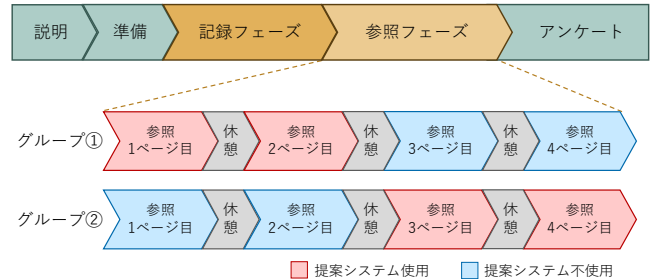 説明
準備
記録フェーズ
参照フェーズ
アンケート
グループ①
参照
1ページ目
休
憩
参照
2ページ目
休
憩
参照
3ページ目
休
憩
参照
4ページ目
グループ②
参照
1ページ目
休
憩
参照
2ページ目
休
憩
参照
3ページ目
休
憩
参照
4ページ目
提案システム使用
提案システム不使用